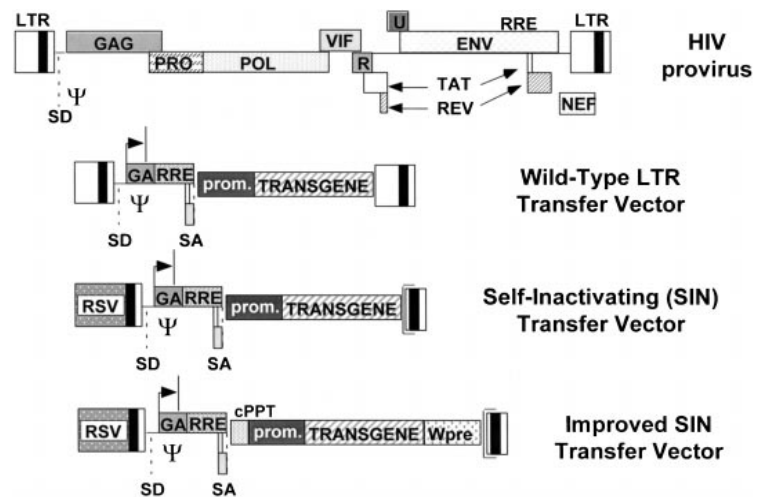 LTR
U
RRE
LTR
GAG
VIF
ENV
HIV
provirus
PRO
POL
R
TAT
Ψ
SD
REV
NEF
GA RRE
prom. TRANSGENE
Wild-Type LTR
Transfer Vector
Ψ
SD
SA
RSV
GA RRE
prom. TRANSGENE
Self-Inactivating (SIN)
Transfer Vector
Ψ
SD
SA
cPPT
RSV
GA RRE
prom. TRANSGENE Wpre
Improved SIN
Transfer Vector
Ψ
SD
SA